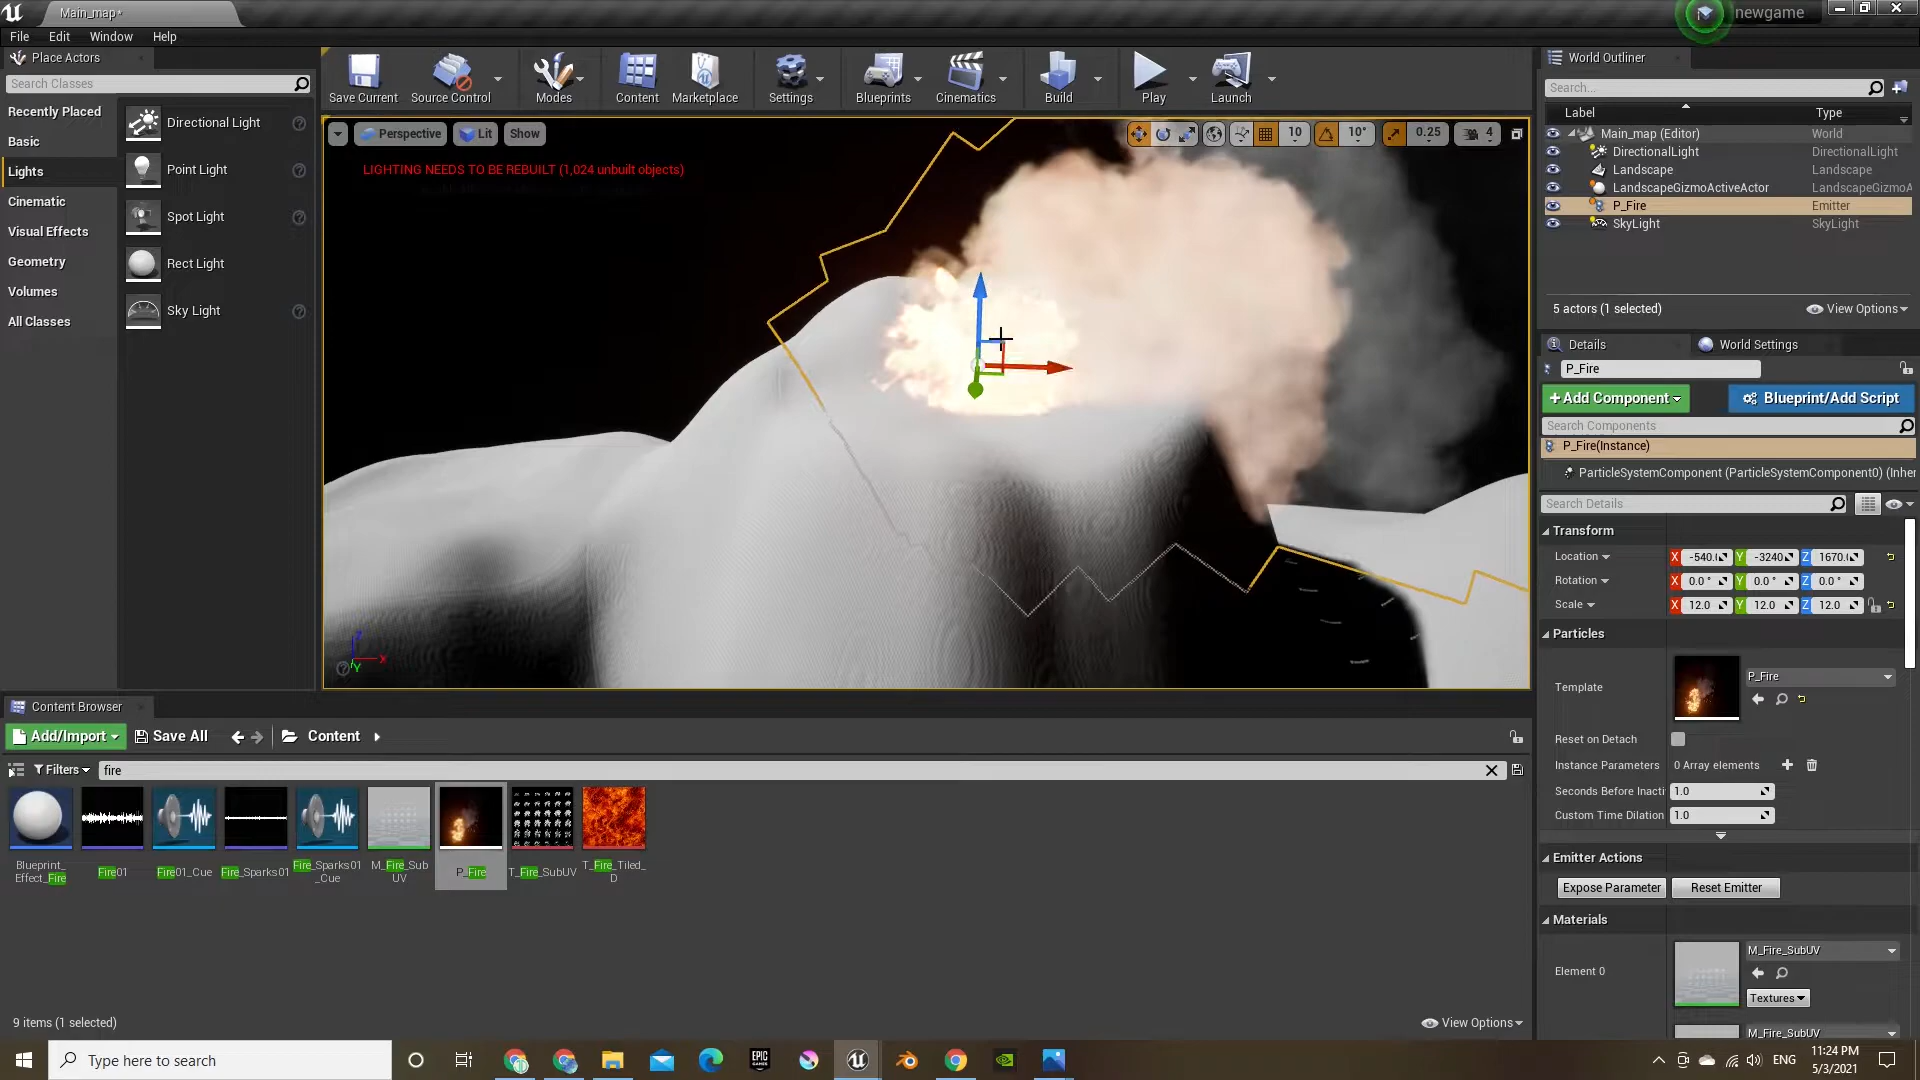 Main_map*
newgame
File Edit Window Help
Place Actors
Search Classes
Recently Placed
Basic
Lights
Cinematic
Visual Effects
Geometry
Volumes
All Classes
Directional Light
Point Light
Spot Light
Rect Light
Sky Light
Save Current
Source Control
Modes
Content
Marketplace
Settings
Blueprints
Cinematics
Build
Play
Launch
Perspective
Lit
Show
10
10°
0.25
4
LIGHTING NEEDS TO BE REBUILT (1,024 unbuilt objects)
Z
X
Y
World Outliner
Search...
Label Type
Main_map (Editor) World
DirectionalLight DirectionalLight
Landscape Landscape
LandscapeGizmoActiveActor LandscapeGizmoA
P_Fire Emitter
SkyLight SkyLight
5 actors (1 selected)
View Options
Details
World Settings
P_Fire
+Add Component
Blueprint/Add Script
Search Components
P_Fire(Instance)
ParticleSystemComponent (ParticleSystemComponent0) (Inher
Search Details
Transform
Location X -540.( Y -3240 Z 1670.(
Rotation X 0.0 ° Y 0.0 ° Z 0.0 °
Scale X 12.0 Y 12.0 Z 12.0
Particles
Template
P_Fire
Reset on Detach
Instance Parameters 0 Array elements
Seconds Before Inacti 1.0
Custom Time Dilation 1.0
Emitter Actions
Expose Parameter
Reset Emitter
Materials
Element 0
M_Fire_SubUV
Textures
M_Fire_SubUV
Content Browser
Add/Import
Save All
Content
Filters
fire
Blueprint_
Effect_Fire
Fire01
Fire01_Cue
Fire_Sparks01
Fire_Sparks01
_Cue
M_Fire_Sub
UV
P_Fire
T_Fire_SubUV
T_Fire_Tiled_
D
9 items (1 selected)
View Options
Type here to search
EPIC
GAMES
ENG
11:24 PM
5/3/2021